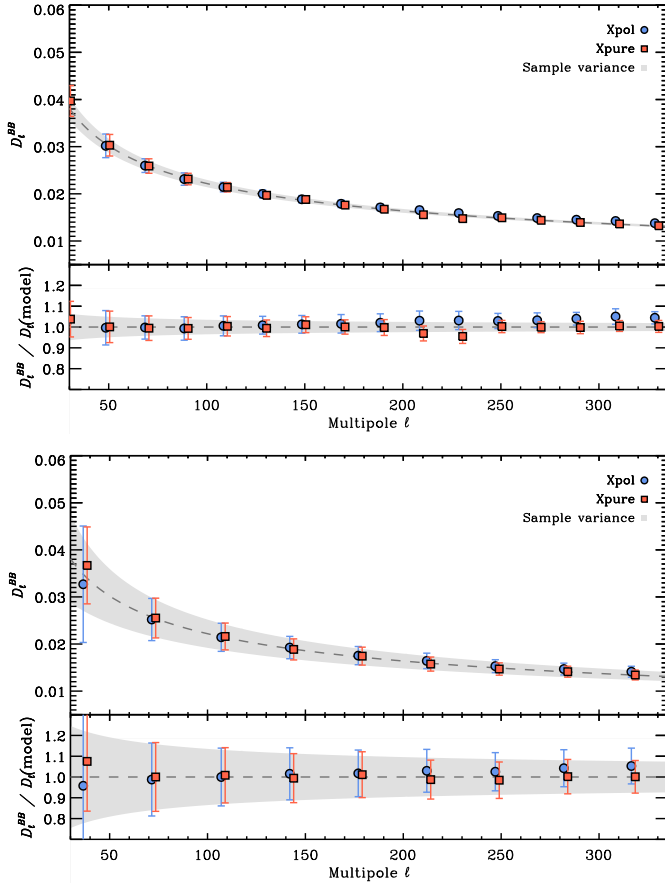 0.06
0.05
0.04
0.03
0.02
0.01
D_ℓ^BB
Xpol
Xpure
Sample variance
1.2
1.1
1.0
0.9
0.8
D_ℓ^BB / D_ℓ(model)
50 100 150 200 250 300
Multipole ℓ
0.06
0.05
0.04
0.03
0.02
0.01
D_ℓ^BB
Xpol
Xpure
Sample variance
1.2
1.1
1.0
0.9
0.8
D_ℓ^BB / D_ℓ(model)
50 100 150 200 250 300
Multipole ℓ